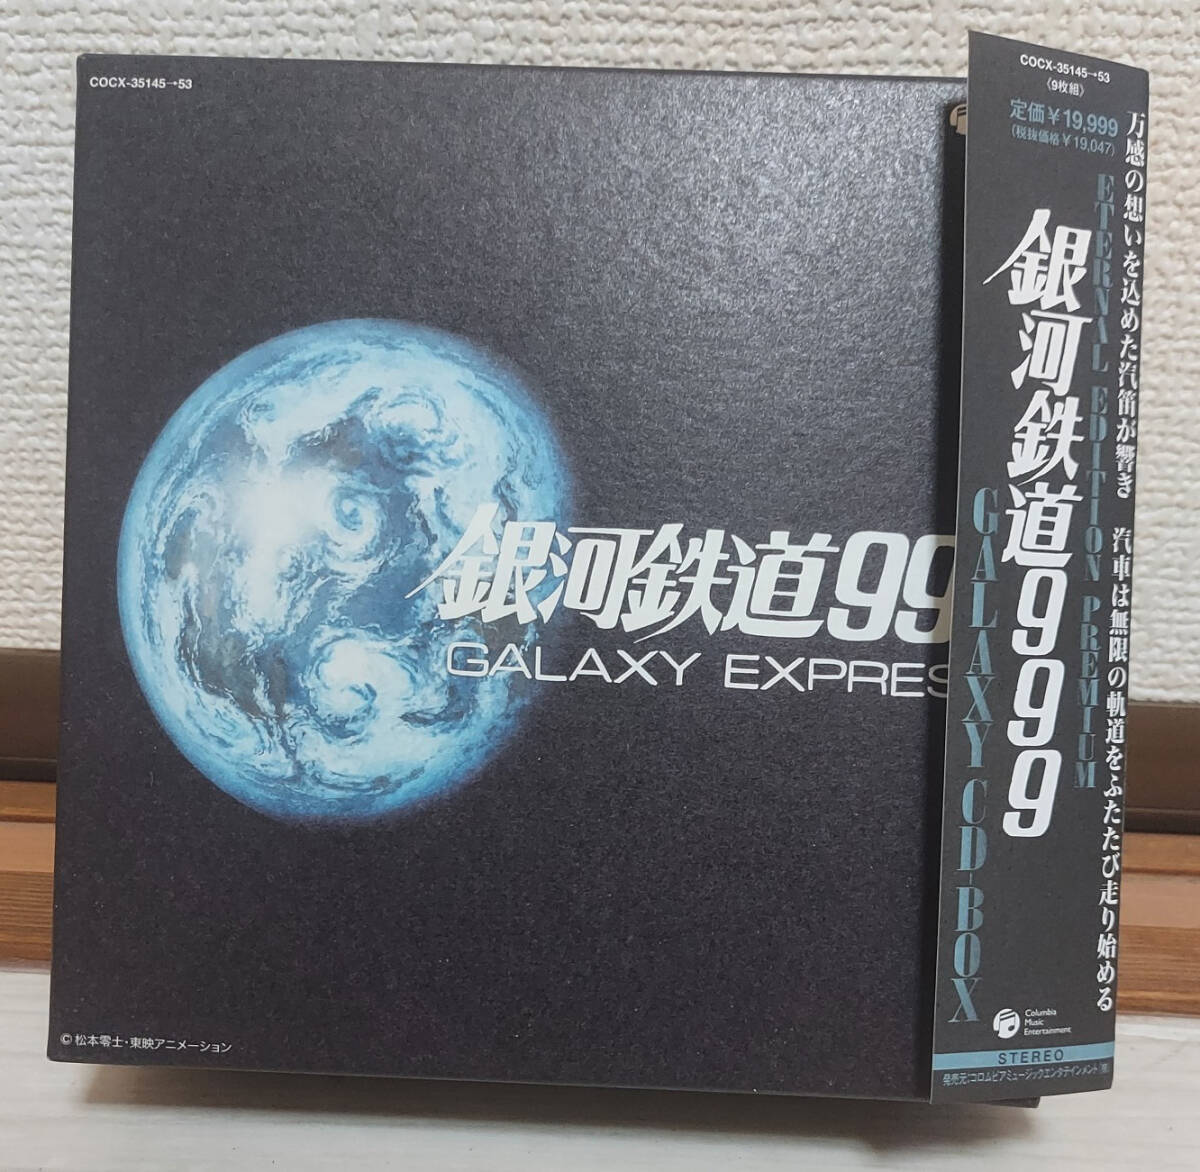 COCX-35145→53
銀河鉄道99
GALAXY EXPRES
© 松本零士・東映アニメーション
COCX-35145→53
〈9枚組〉
定価￥19,999
(税抜価格￥19,047)
万感の想いを込めた汽笛が響き 汽車は無限の軌道をふたたび走り始める
ETERNAL EDITION PREMIUM
銀河鉄道999
GALAXY CD-BOX
Columbia
Music
Entertainment
STEREO
発売元:コロムビアミュージックエンタテインメント(株)